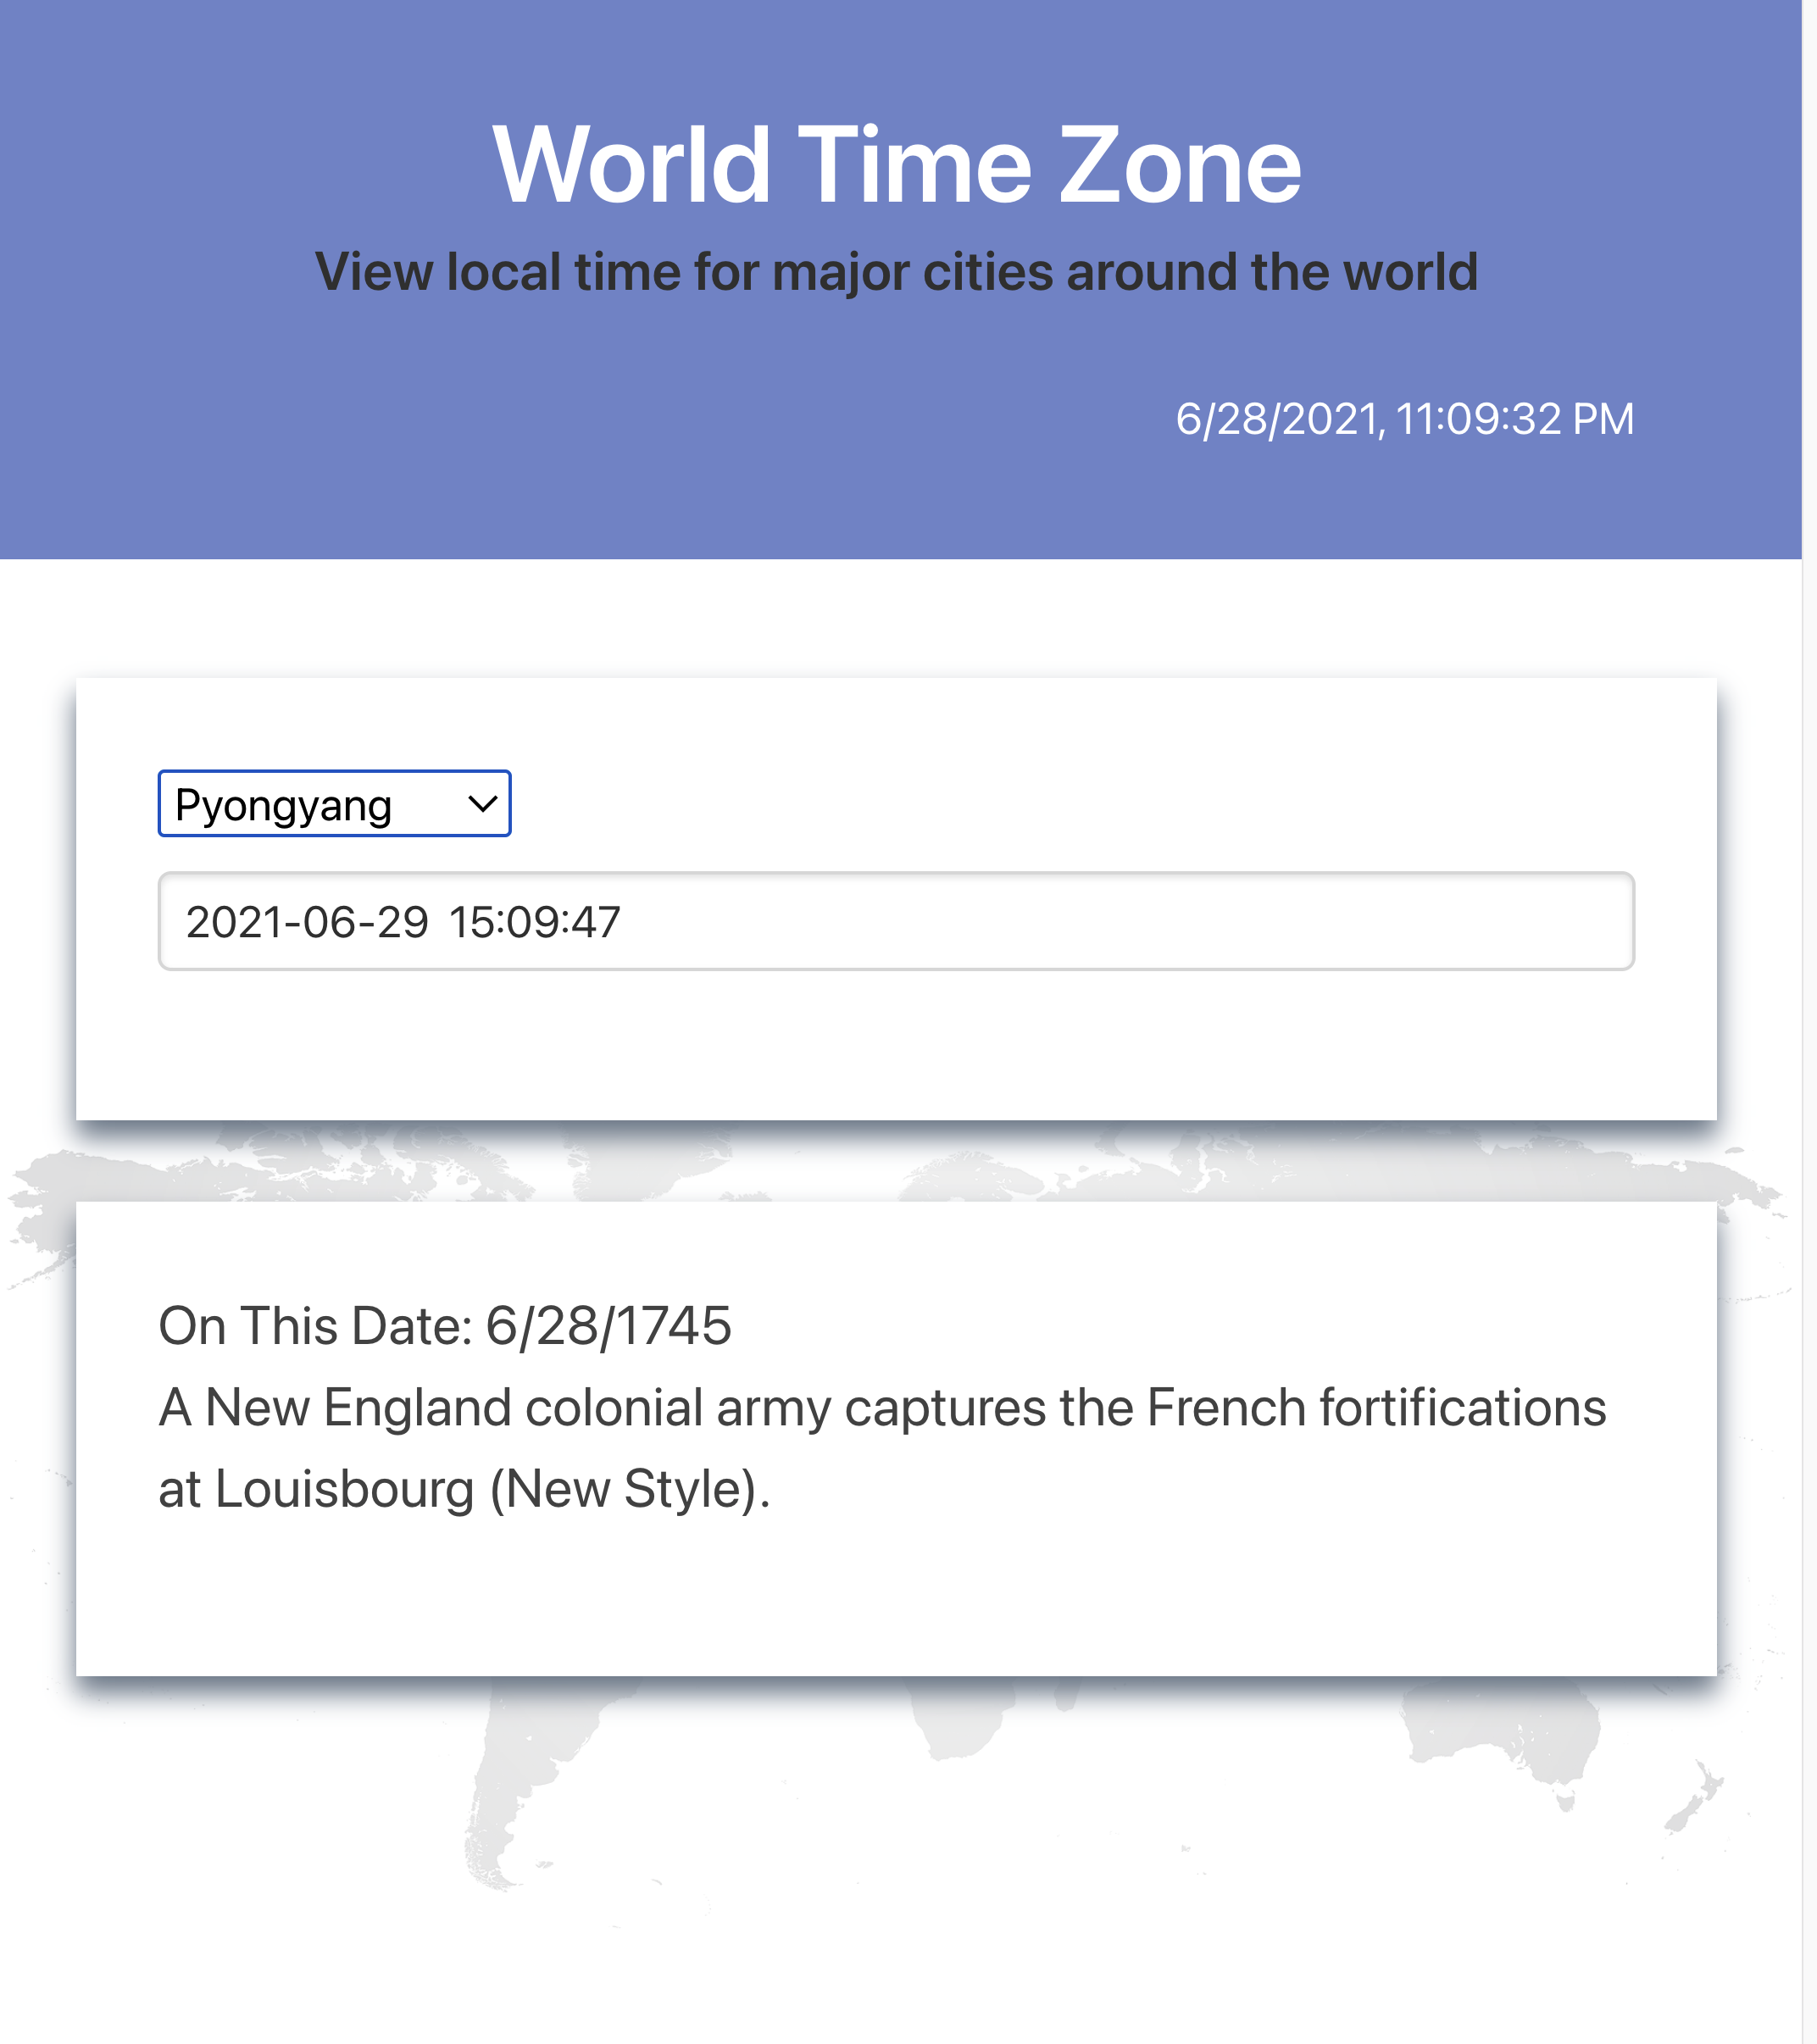 World Time Zone
View local time for major cities around the world
6/28/2021, 11:09:32 PM
Pyongyang
2021-06-29  15:09:47
On This Date: 6/28/1745
A New England colonial army captures the French fortifications
at Louisbourg (New Style).